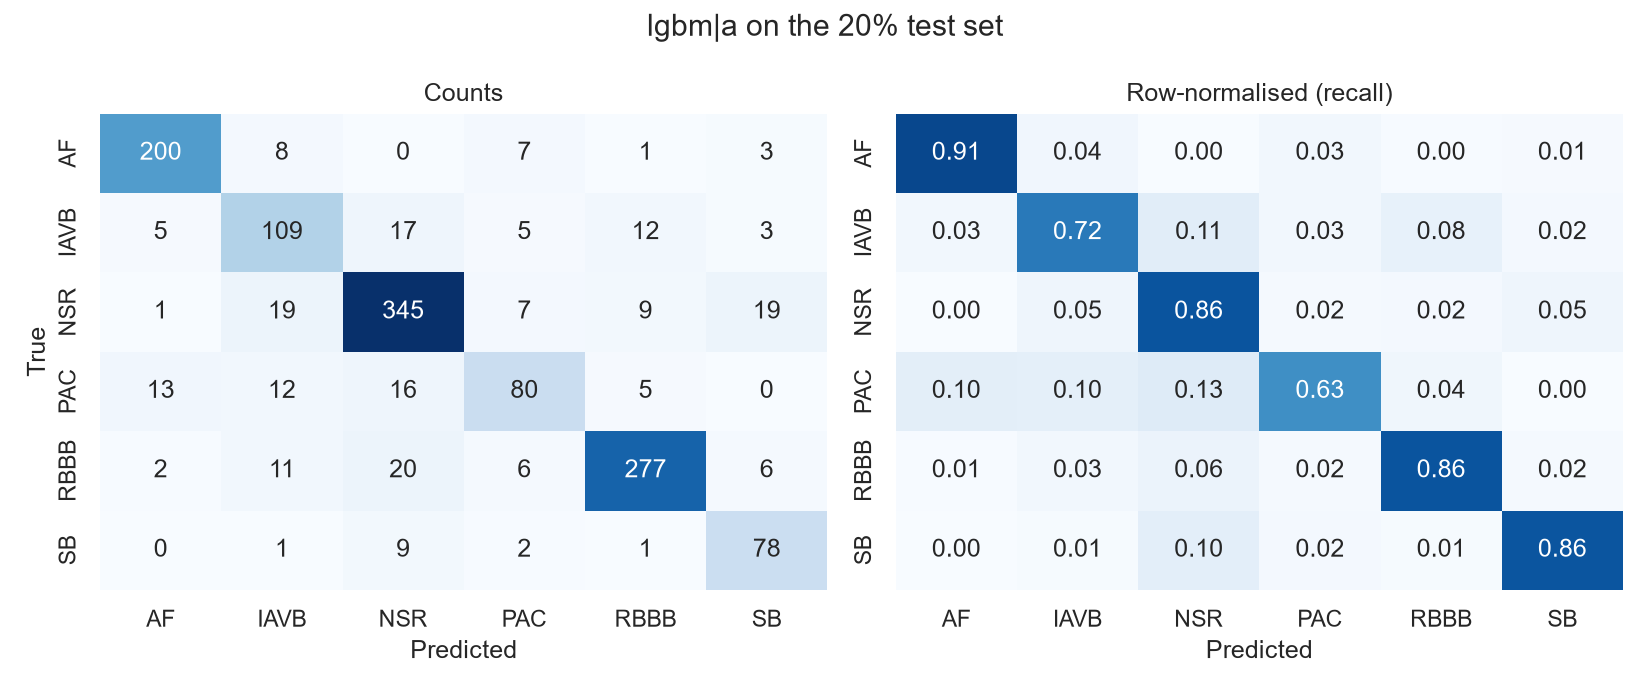 lgbm|a on the 20% test set
Counts
AF 200 8 0 7 1 3
IAVB 5 109 17 5 12 3
NSR 1 19 345 7 9 19
PAC 13 12 16 80 5 0
RBBB 2 11 20 6 277 6
SB 0 1 9 2 1 78
True
AF IAVB NSR PAC RBBB SB
Predicted
Row-normalised (recall)
AF 0.91 0.04 0.00 0.03 0.00 0.01
IAVB 0.03 0.72 0.11 0.03 0.08 0.02
NSR 0.00 0.05 0.86 0.02 0.02 0.05
PAC 0.10 0.10 0.13 0.63 0.04 0.00
RBBB 0.01 0.03 0.06 0.02 0.86 0.02
SB 0.00 0.01 0.10 0.02 0.01 0.86
AF IAVB NSR PAC RBBB SB
Predicted